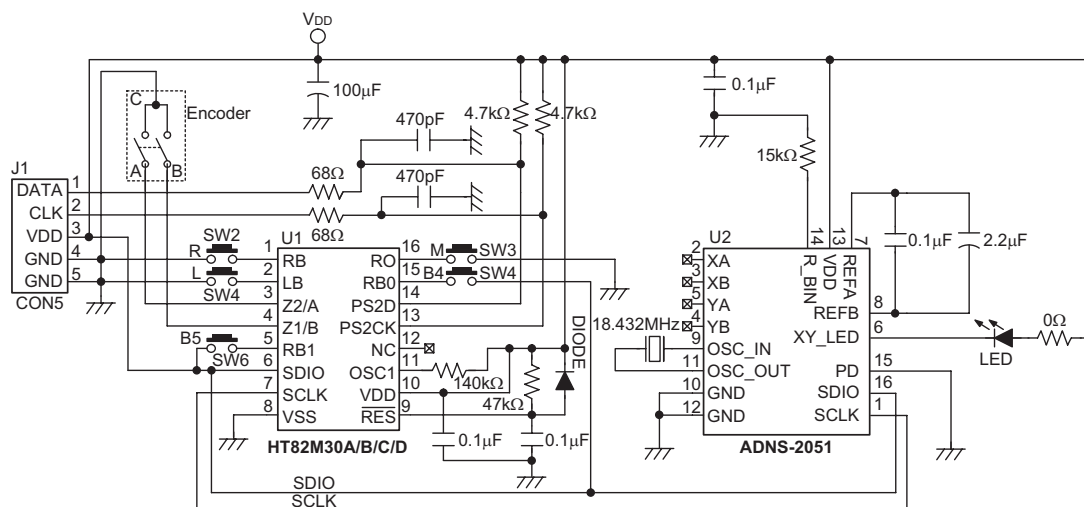 VDD
C
Encoder
A
B
100µF
470pF
4.7kΩ
4.7kΩ
0.1µF
15kΩ
J1
DATA
CLK
VDD
GND
GND
CON5
1
2
3
4
5
68Ω
470pF
68Ω
R
SW2
L
SW4
B5
SW6
U1
1
2
3
4
5
6
7
8
RB
LB
Z2/A
Z1/B
RB1
SDIO
SCLK
VSS
RO
RB0
PS2D
PS2CK
NC
OSC1
VDD
RES
16
15
14
13
12
11
10
9
HT82M30A/B/C/D
M
SW3
B4
SW4
140kΩ
47kΩ
DIODE
0.1µF
0.1µF
18.432MHz
U2
2
3
5
4
9
11
10
12
XA
XB
YA
YB
OSC_IN
OSC_OUT
GND
GND
14
13
7
R_BIN
VDD
REFA
REFB
XY_LED
PD
SDIO
SCLK
8
6
15
16
1
ADNS-2051
0.1µF
2.2µF
LED
0Ω
SDIO
SCLK